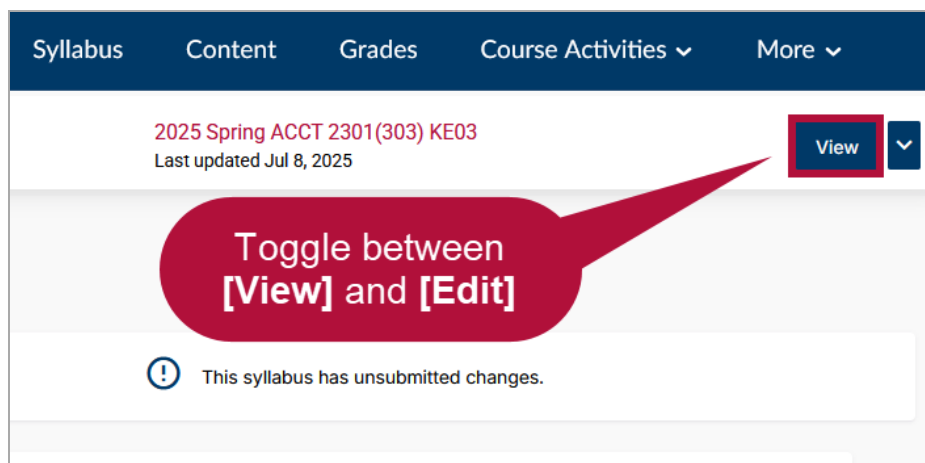 Syllabus Content Grades Course Activities More
2025 Spring ACCT 2301(303) KE03
Last updated Jul 8, 2025
View
Toggle between
[View] and [Edit]
This syllabus has unsubmitted changes.